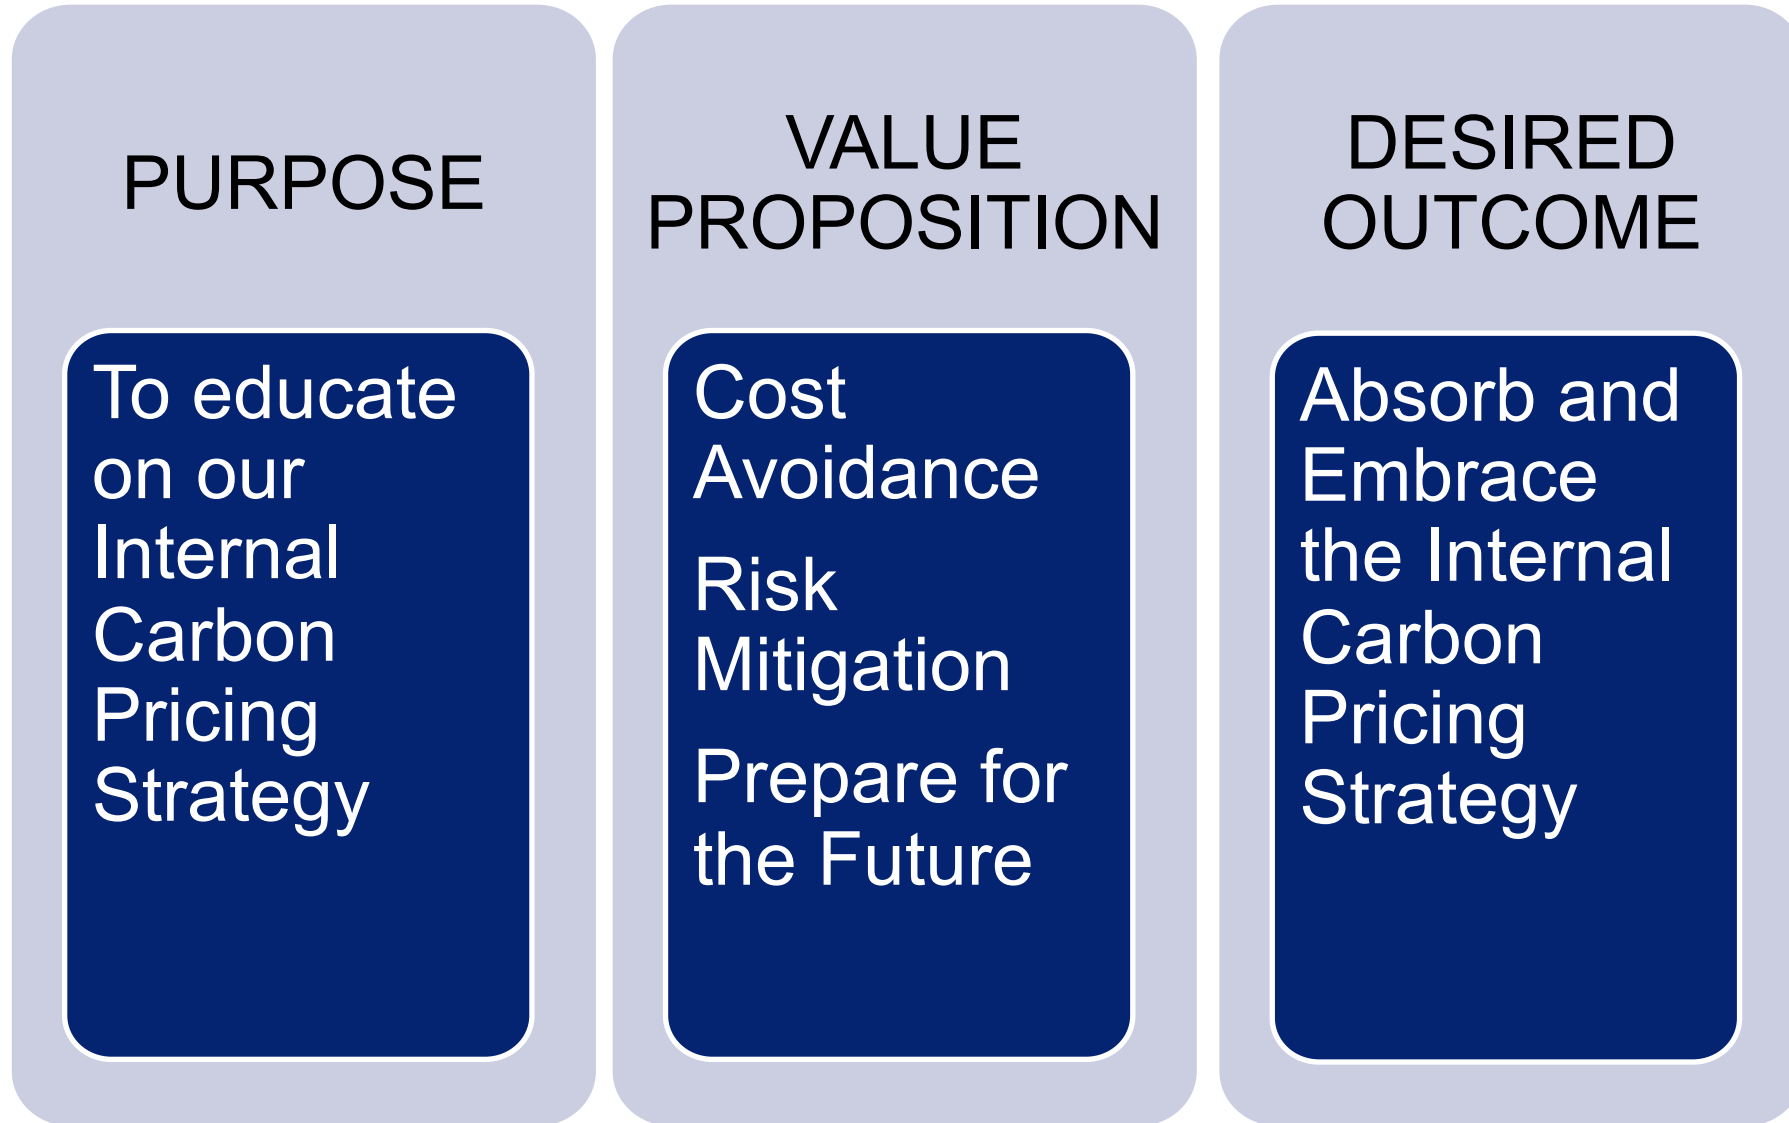 PURPOSE
To educate
on our
Internal
Carbon
Pricing
Strategy
VALUE
PROPOSITION
Cost
Avoidance
Risk
Mitigation
Prepare for
the Future
DESIRED
OUTCOME
Absorb and
Embrace
the Internal
Carbon
Pricing
Strategy